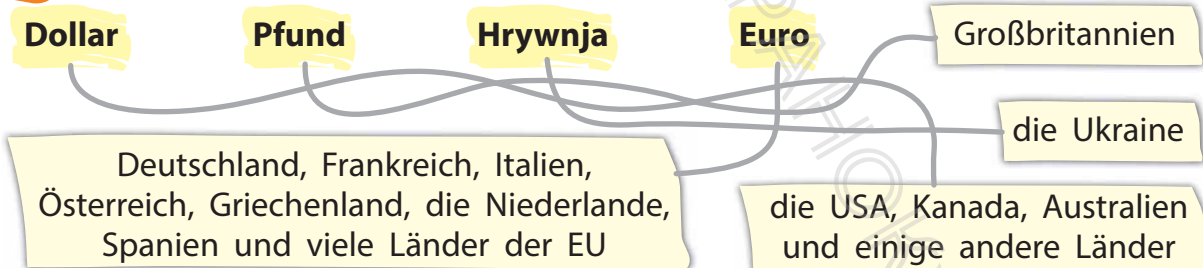 Dollar Pfund Hrywnja Euro
Großbritannien
die Ukraine
Deutschland, Frankreich, Italien,
Österreich, Griechenland, die Niederlande,
Spanien und viele Länder der EU
die USA, Kanada, Australien
und einige andere Länder